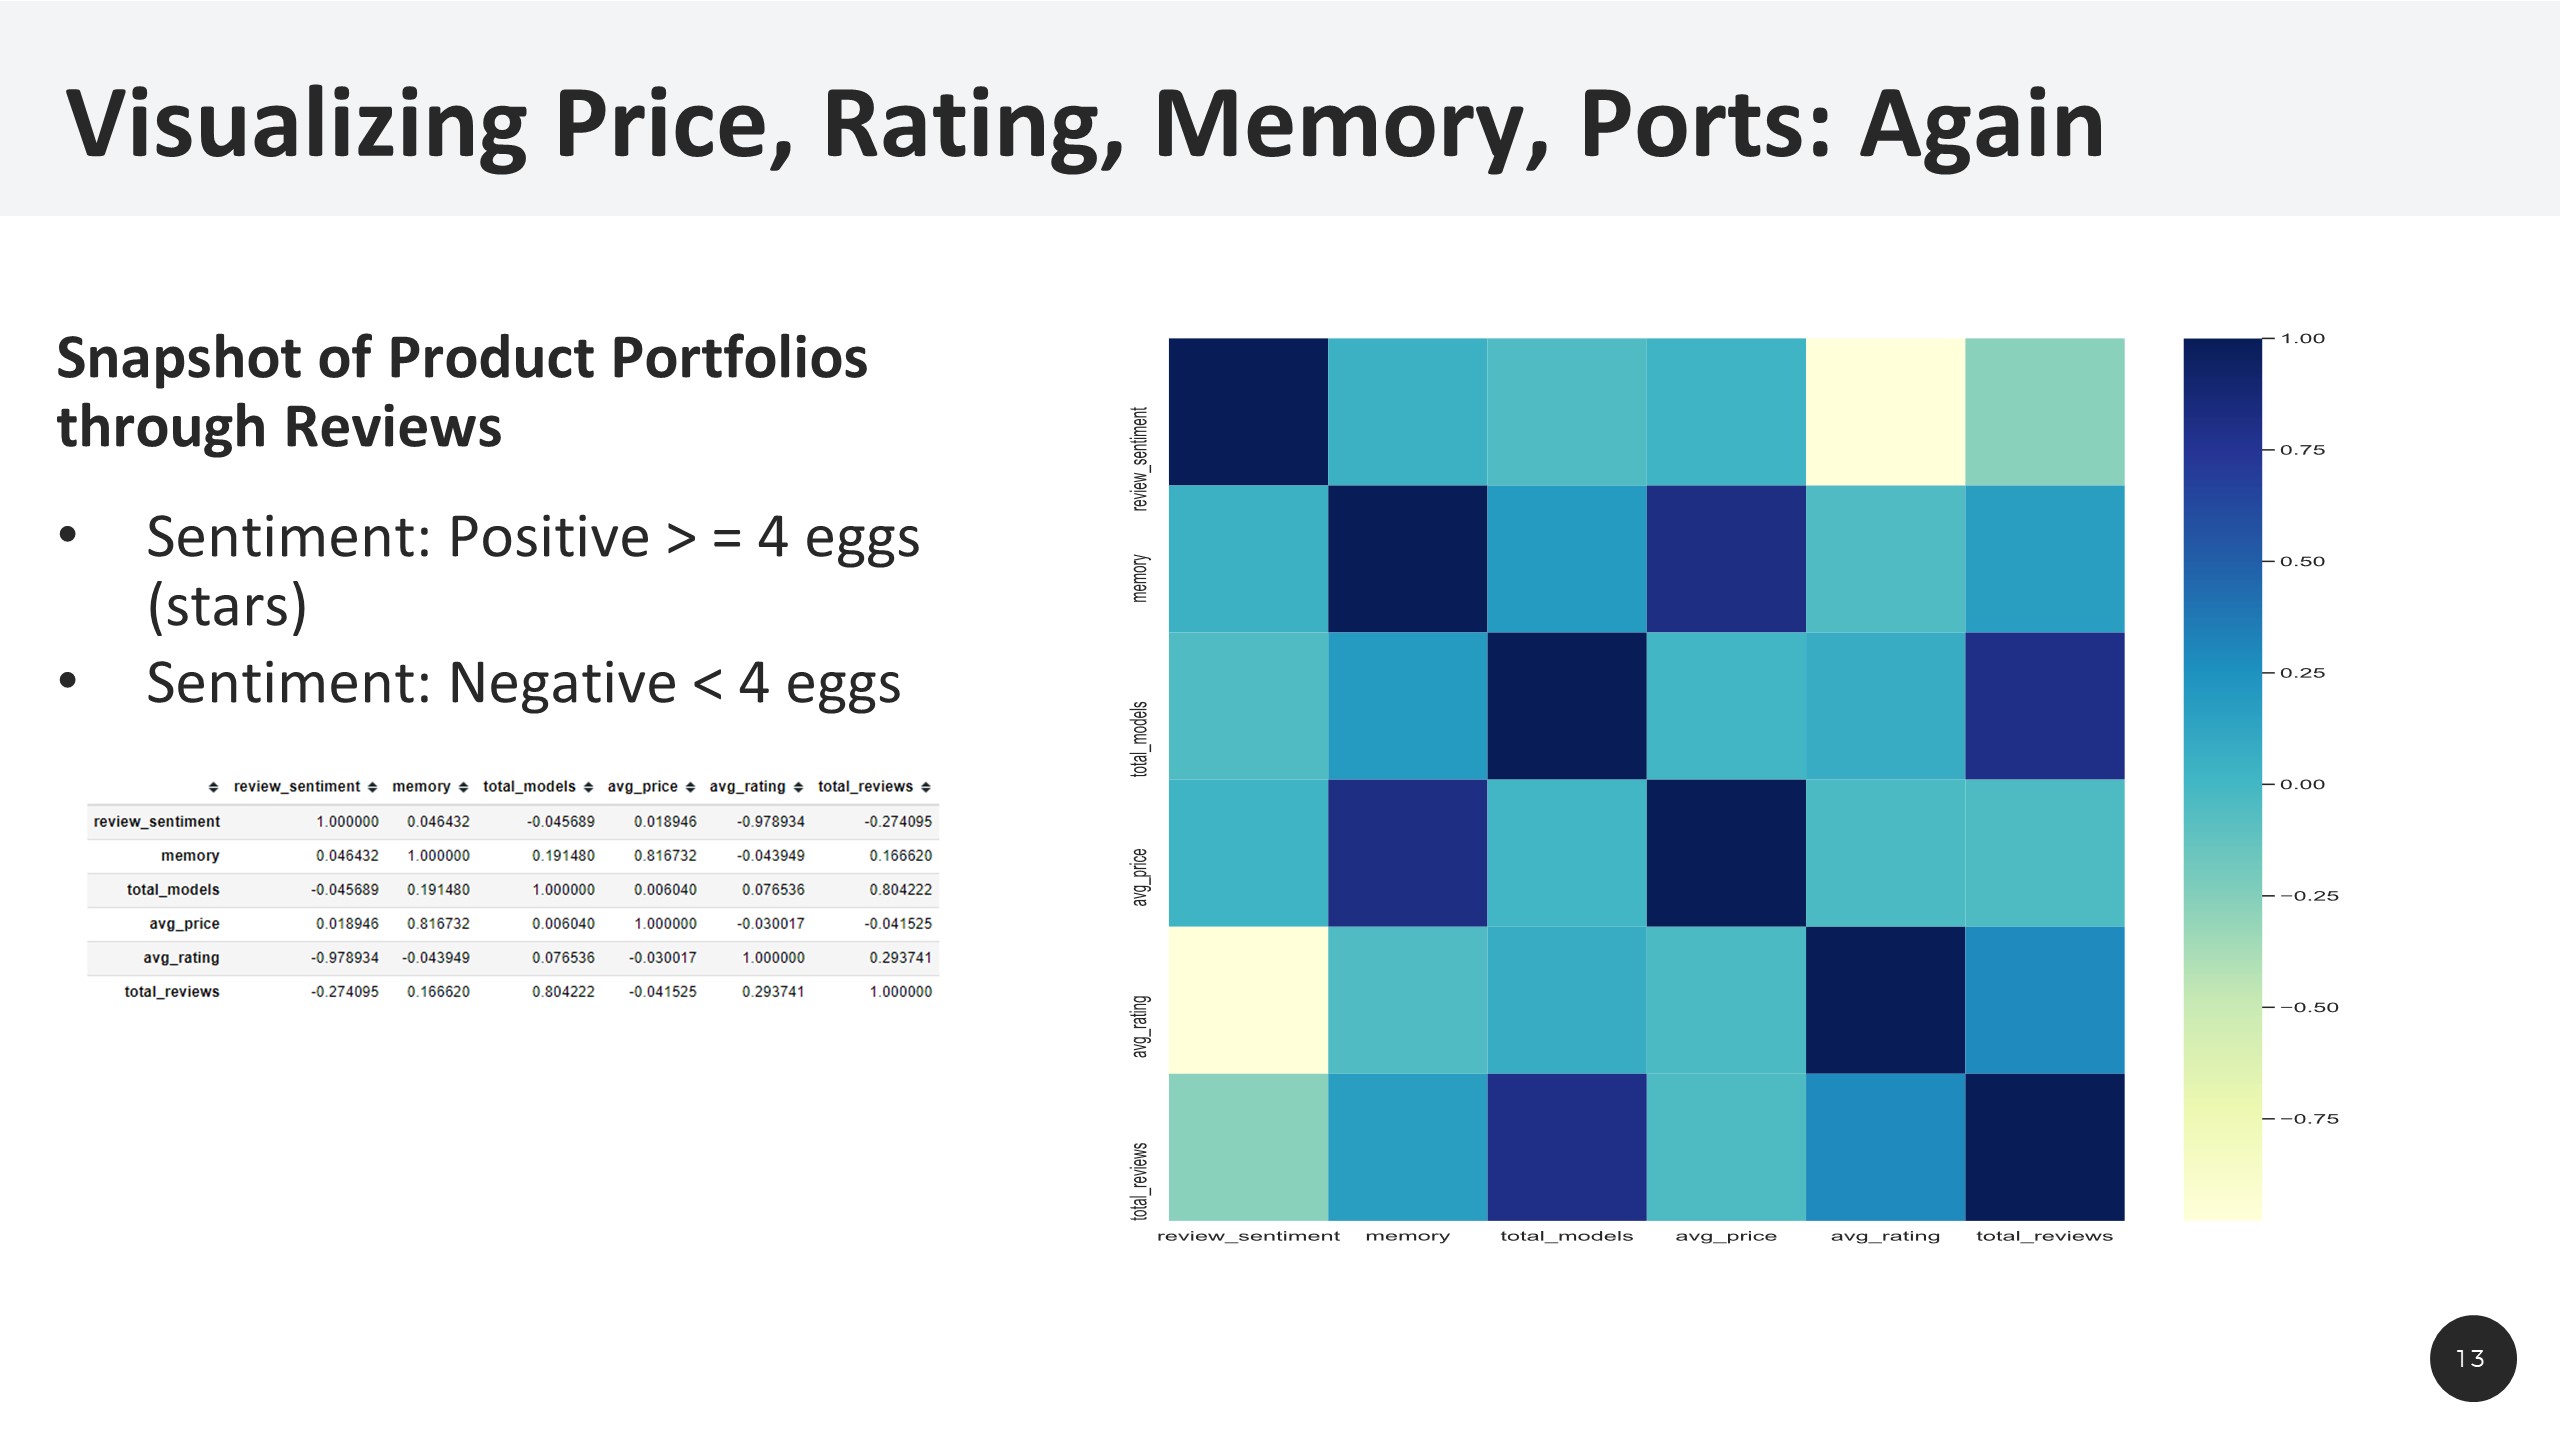 Visualizing Price, Rating, Memory, Ports: Again
Snapshot of Product Portfolios
through Reviews
• Sentiment: Positive > = 4 eggs
(stars)
• Sentiment: Negative < 4 eggs
review_sentiment memory total_models avg_price avg_rating total_reviews
review_sentiment 1.000000 0.046432 -0.045689 0.018946 -0.978934 -0.274095
memory 0.046432 1.000000 0.191480 0.816732 -0.043949 0.166620
total_models -0.045689 0.191480 1.000000 0.006040 0.076536 0.804222
avg_price 0.018946 0.816732 0.006040 1.000000 -0.030017 -0.041525
avg_rating -0.978934 -0.043949 0.076536 -0.030017 1.000000 0.293741
total_reviews -0.274095 0.166620 0.804222 -0.041525 0.293741 1.000000
review_sentiment
memory
total_models
avg_price
avg_rating
total_reviews
review_sentiment memory total_models avg_price avg_rating total_reviews
1.00
0.75
0.50
0.25
0.00
−0.25
−0.50
−0.75
13